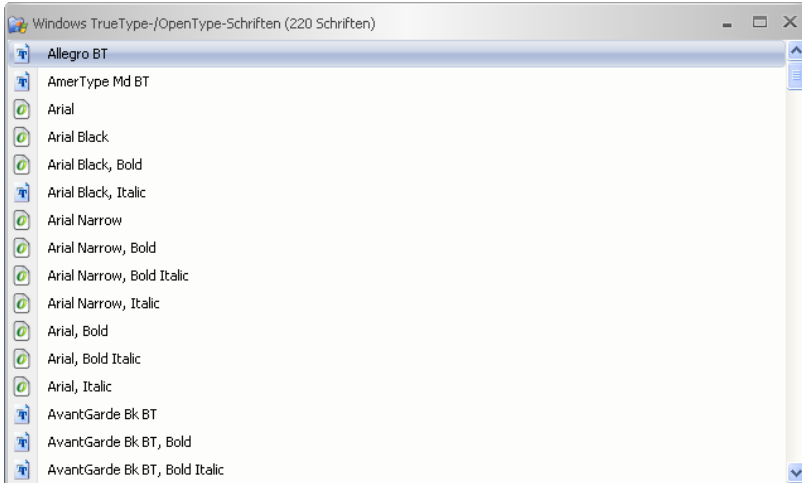 Windows TrueType-/OpenType-Schriften (220 Schriften)
Allegro BT
AmerType Md BT
Arial
Arial Black
Arial Black, Bold
Arial Black, Italic
Arial Narrow
Arial Narrow, Bold
Arial Narrow, Bold Italic
Arial Narrow, Italic
Arial, Bold
Arial, Bold Italic
Arial, Italic
AvantGarde Bk BT
AvantGarde Bk BT, Bold
AvantGarde Bk BT, Bold Italic